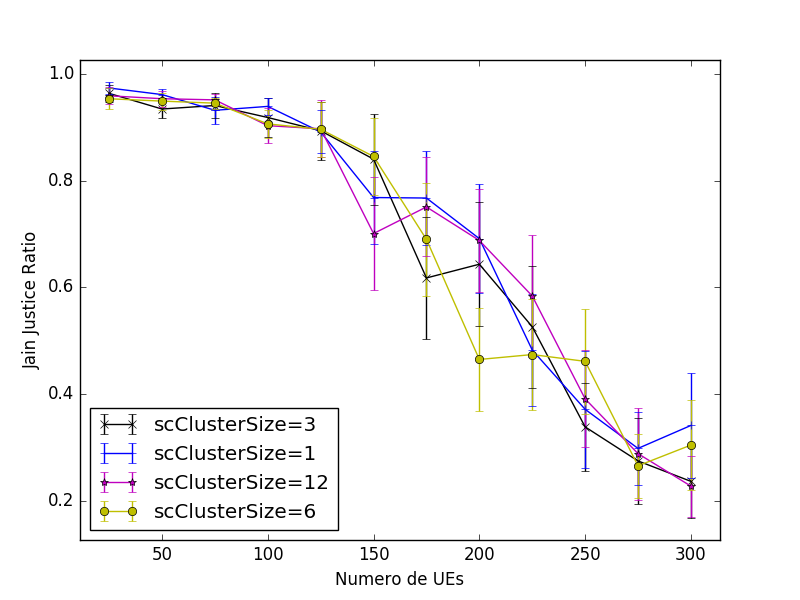 1.0
0.8
0.6
0.4
0.2
Jain Justice Ratio
scClusterSize=3
scClusterSize=1
scClusterSize=12
scClusterSize=6
50 100 150 200 250 300
Numero de UEs